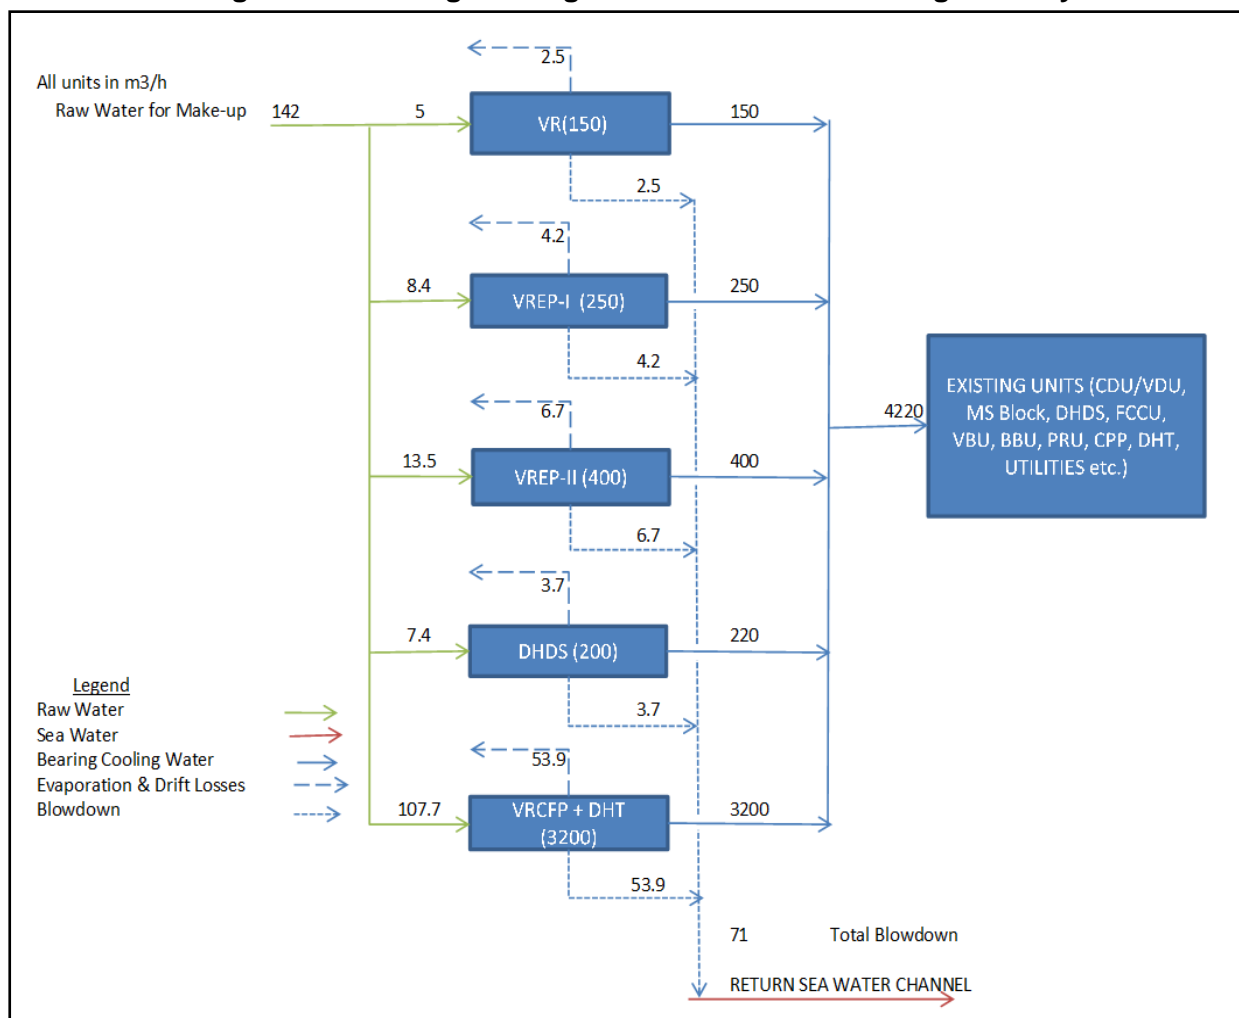 2.5
All units in m3/h
Raw Water for Make-up
142
5
VR(150)
150
2.5
4.2
8.4
VREP-I (250)
250
4.2
EXISTING UNITS (CDU/VDU,
MS Block, DHDS, FCCU,
VBU, BBU, PRU, CPP, DHT,
UTILITIES etc.)
4220
6.7
13.5
VREP-II (400)
400
6.7
3.7
7.4
DHDS (200)
220
3.7
Legend
Raw Water
Sea Water
Bearing Cooling Water
Evaporation & Drift Losses
Blowdown
53.9
107.7
VRCFP + DHT
(3200)
3200
53.9
71 Total Blowdown
RETURN SEA WATER CHANNEL